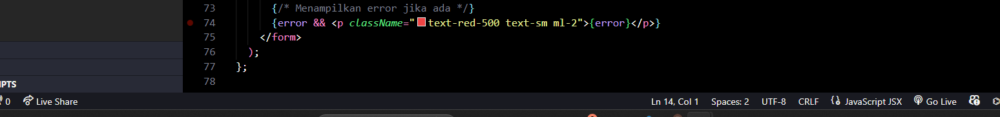 73 {/* Menampilkan error jika ada */}
74 {error && <p className="text-red-500 text-sm ml-2">{error}</p>}
75 </form>
76 );
77 };
78
IPTS
0 Live Share Ln 14, Col 1 Spaces: 2 UTF-8 CRLF JavaScript JSX Go Live